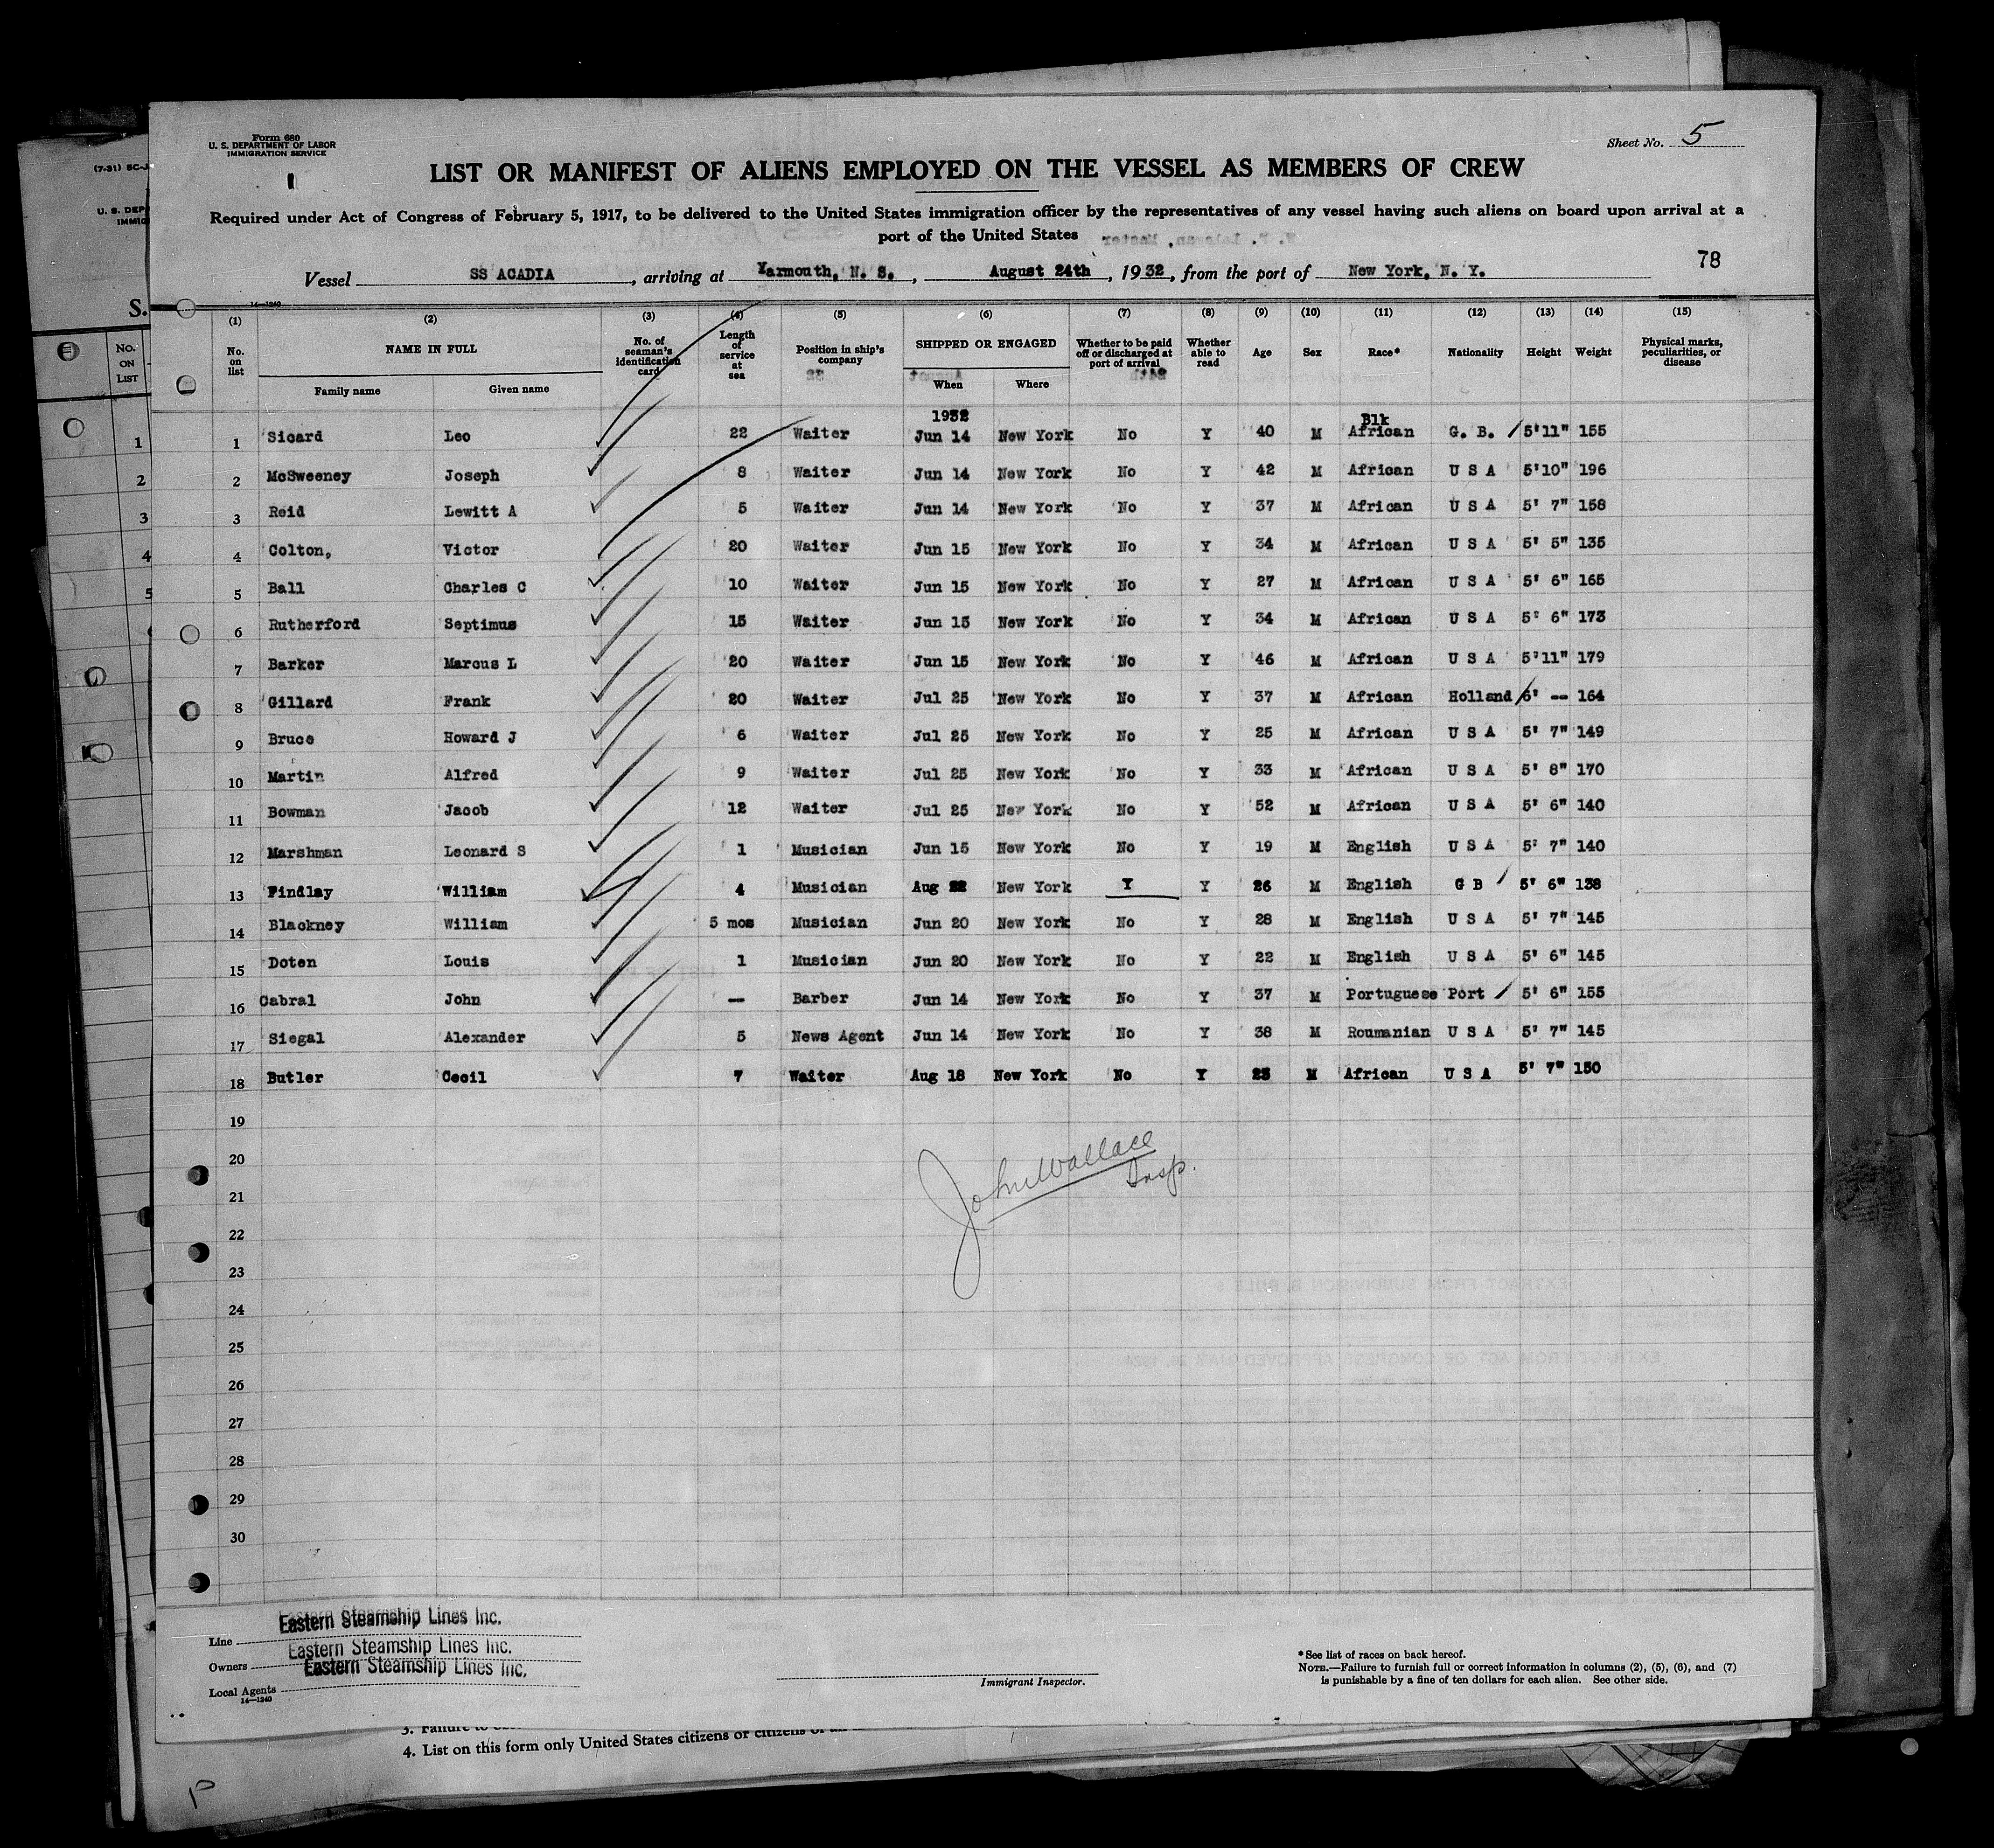 Form 680
U. S. DEPARTMENT OF LABOR
IMMIGRATION SERVICE
Sheet No. 5
LIST OR MANIFEST OF ALIENS EMPLOYED ON THE VESSEL AS MEMBERS OF CREW
Required under Act of Congress of February 5, 1917, to be delivered to the United States immigration officer by the representatives of any vessel having such aliens on board upon arrival at a
port of the United States
78
Vessel SS ACADIA, arriving at Yarmouth, N. S., August 24th, 1932, from the port of New York, N. Y.
14—1240
(1) (2) (3) (4) (5) (6) (7) (8) (9) (10) (11) (12) (13) (14) (15)
No. on list NAME IN FULL Family name Given name No. of seaman's identification card Length of service at sea Position in ship's company SHIPPED OR ENGAGED When Where Whether to be paid off or discharged at port of arrival Whether able to read Age Sex Race* Nationality Height Weight Physical marks, peculiarities, or disease
1932 Blk
1 Sicard Leo 22 Waiter Jun 14 New York No Y 40 M African G. B. 5'11" 155
2 McSweeney Joseph 8 Waiter Jun 14 New York No Y 42 M African U S A 5'10" 196
3 Reid Lewitt A 5 Waiter Jun 14 New York No Y 37 M African U S A 5' 7" 158
4 Colton, Victor 20 Waiter Jun 15 New York No Y 34 M African U S A 5' 5" 135
5 Ball Charles C 10 Waiter Jun 15 New York No Y 27 M African U S A 5' 6" 165
6 Rutherford Septimus 15 Waiter Jun 15 New York No Y 34 M African U S A 5' 6" 173
7 Barker Marcus L 20 Waiter Jun 15 New York No Y 46 M African U S A 5'11" 179
8 Gillard Frank 20 Waiter Jul 25 New York No Y 37 M African Holland 6' -- 164
9 Bruce Howard J 6 Waiter Jul 25 New York No Y 25 M African U S A 5' 7" 149
10 Martin Alfred 9 Waiter Jul 25 New York No Y 33 M African U S A 5' 8" 170
11 Bowman Jacob 12 Waiter Jul 25 New York No Y 52 M African U S A 5' 6" 140
12 Marshman Leonard S 1 Musician Jun 15 New York No Y 19 M English U S A 5' 7" 140
13 Findlay William 4 Musician Aug 22 New York Y Y 26 M English G B 5' 6" 138
14 Blackney William 5 mos Musician Jun 20 New York No Y 28 M English U S A 5' 7" 145
15 Doten Louis 1 Musician Jun 20 New York No Y 22 M English U S A 5' 6" 145
16 Cabral John -- Barber Jun 14 New York No Y 37 M Portuguese Port 5' 6" 155
17 Siegal Alexander 5 News Agent Jun 14 New York No Y 38 M Roumanian U S A 5' 7" 145
18 Butler Cecil 7 Waiter Aug 18 New York No Y M African U S A 5' 7" 150
19
20
21
22
23
24
25
26
27
28
29
30
John Wallace
Insp.
Line Eastern Steamship Lines Inc.
Owners Eastern Steamship Lines Inc.
Local Agents Eastern Steamship Lines Inc.
14—1240
Immigrant Inspector.
*See list of races on back hereof.
NOTE.—Failure to furnish full or correct information in columns (2), (5), (6), and (7)
is punishable by a fine of ten dollars for each alien. See other side.
4. List on this form only United States citizens or citizens of
(7-31)
U. S. DEP
IMMIG
S.
No.
ON
LIST
1
2
3
4
5
P